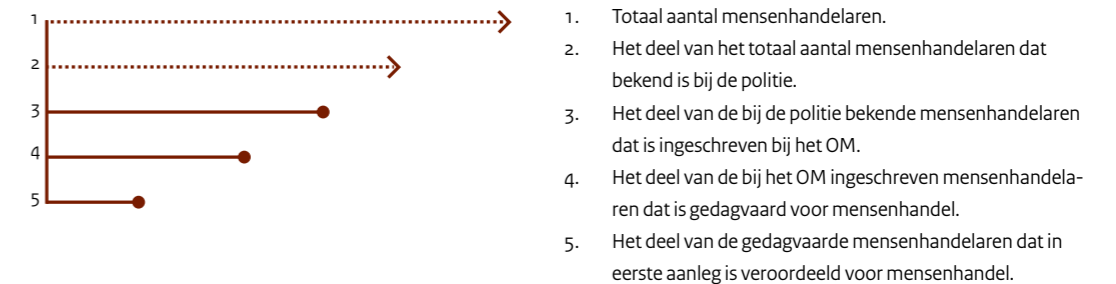 1
2
3
4
5
1. Totaal aantal mensenhandelaren.
2. Het deel van het totaal aantal mensenhandelaren dat
bekend is bij de politie.
3. Het deel van de bij de politie bekende mensenhandelaren
dat is ingeschreven bij het OM.
4. Het deel van de bij het OM ingeschreven mensenhandela-
ren dat is gedagvaard voor mensenhandel.
5. Het deel van de gedagvaarde mensenhandelaren dat in
eerste aanleg is veroordeeld voor mensenhandel.